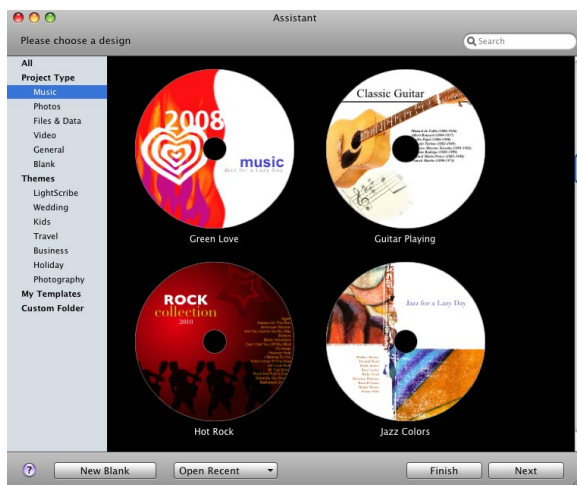 Assistant
Please choose a design
Search
All
Project Type
Music
Photos
Files & Data
Video
General
Blank
Themes
LightScribe
Wedding
Kids
Travel
Business
Holiday
Photography
My Templates
Custom Folder
2008
music
Jazz for a Lazy Day
Green Love
Classic Guitar
Guitar Playing
ROCK
collection
2010
Hot Rock
Jazz for a Lazy Day
Jazz Colors
?
New Blank
Open Recent
Finish
Next